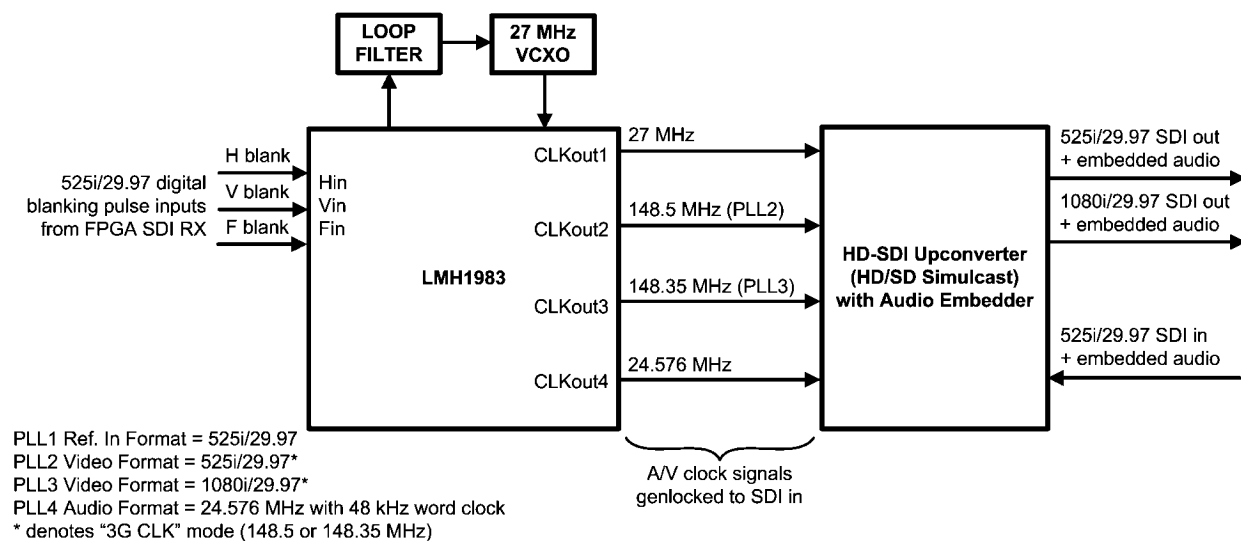 LOOP
FILTER
27 MHz
VCXO
H blank
V blank
F blank
525i/29.97 digital
blanking pulse inputs
from FPGA SDI RX
Hin
Vin
Fin
LMH1983
CLKout1
CLKout2
CLKout3
CLKout4
27 MHz
148.5 MHz (PLL2)
148.35 MHz (PLL3)
24.576 MHz
HD-SDI Upconverter
(HD/SD Simulcast)
with Audio Embedder
525i/29.97 SDI out
+ embedded audio
1080i/29.97 SDI out
+ embedded audio
525i/29.97 SDI in
+ embedded audio
A/V clock signals
genlocked to SDI in
PLL1 Ref. In Format = 525i/29.97
PLL2 Video Format = 525i/29.97*
PLL3 Video Format = 1080i/29.97*
PLL4 Audio Format = 24.576 MHz with 48 kHz word clock
* denotes “3G CLK” mode (148.5 or 148.35 MHz)